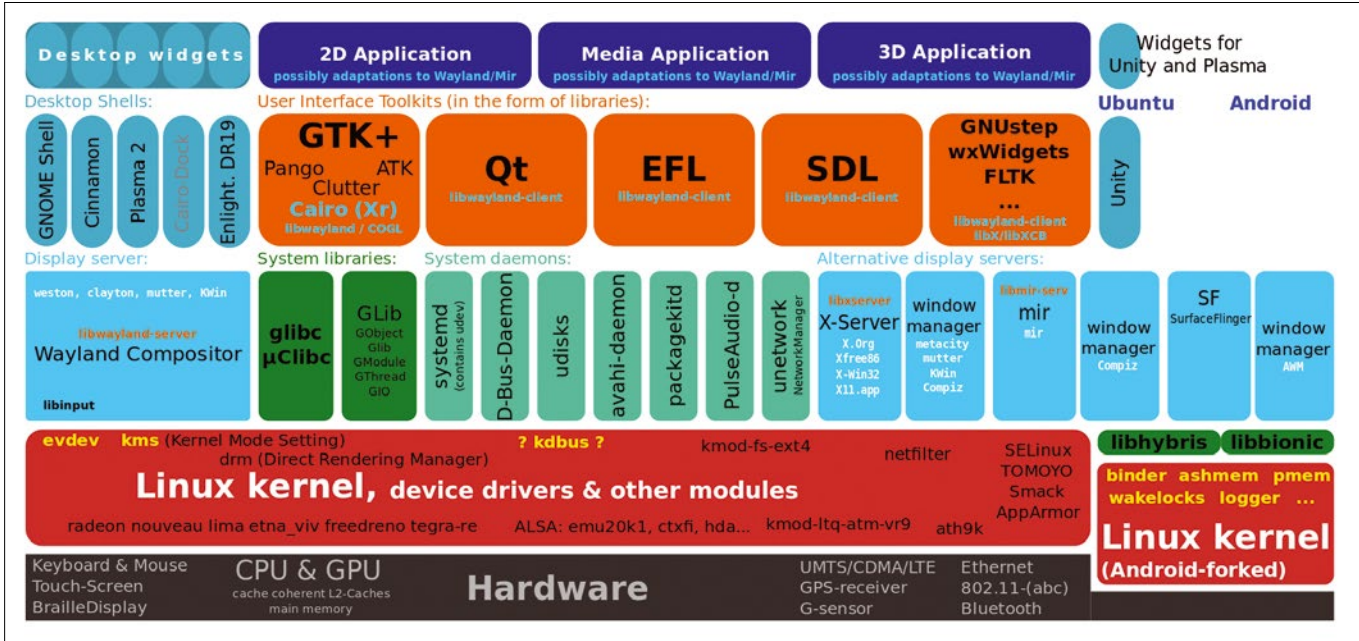 Desktop widgets
2D Application
possibly adaptations to Wayland/Mir
Media Application
possibly adaptations to Wayland/Mir
3D Application
possibly adaptations to Wayland/Mir
Widgets for
Unity and Plasma
Desktop Shells:
User Interface Toolkits (in the form of libraries):
Ubuntu
Android
GNOME Shell
Cinnamon
Plasma 2
Cairo Dock
Enlight. DR19
GTK+
Pango
ATK
Clutter
Cairo (Xr)
libwayland / COGL
Qt
libwayland-client
EFL
libwayland-client
SDL
libwayland-client
GNUstep
wxWidgets
FLTK
...
libwayland-client
libX/libXCB
Unity
Display server:
System libraries:
System daemons:
Alternative display servers:
weston, clayton, mutter, KWin
libwayland-server
Wayland Compositor
libinput
glibc
µClibc
GLib
GObject
Glib
GModule
GThread
GIO
systemd
(contains udev)
D-Bus-Daemon
udisks
avahi-daemon
packagekitd
PulseAudio-d
unetwork
NetworkManager
libxserver
X-Server
X.Org
Xfree86
X-Win32
X11.app
window
manager
metacity
mutter
KWin
Compiz
libmir-serv
mir
mir
window
manager
Compiz
SF
SurfaceFlinger
window
manager
AWM
evdev
kms (Kernel Mode Setting)
drm (Direct Rendering Manager)
? kdbus ?
kmod-fs-ext4
netfilter
SELinux
TOMOYO
Smack
AppArmor
Linux kernel, device drivers & other modules
radeon nouveau lima etna_viv freedreno tegra-re
ALSA: emu20k1, ctxfi, hda...
kmod-ltq-atm-vr9
ath9k
libhybris
libbionic
binder ashmem pmem
wakelocks logger ...
Linux kernel
(Android-forked)
Keyboard & Mouse
Touch-Screen
BrailleDisplay
CPU & GPU
cache coherent L2-Caches
main memory
Hardware
UMTS/CDMA/LTE
GPS-receiver
G-sensor
Ethernet
802.11-(abc)
Bluetooth